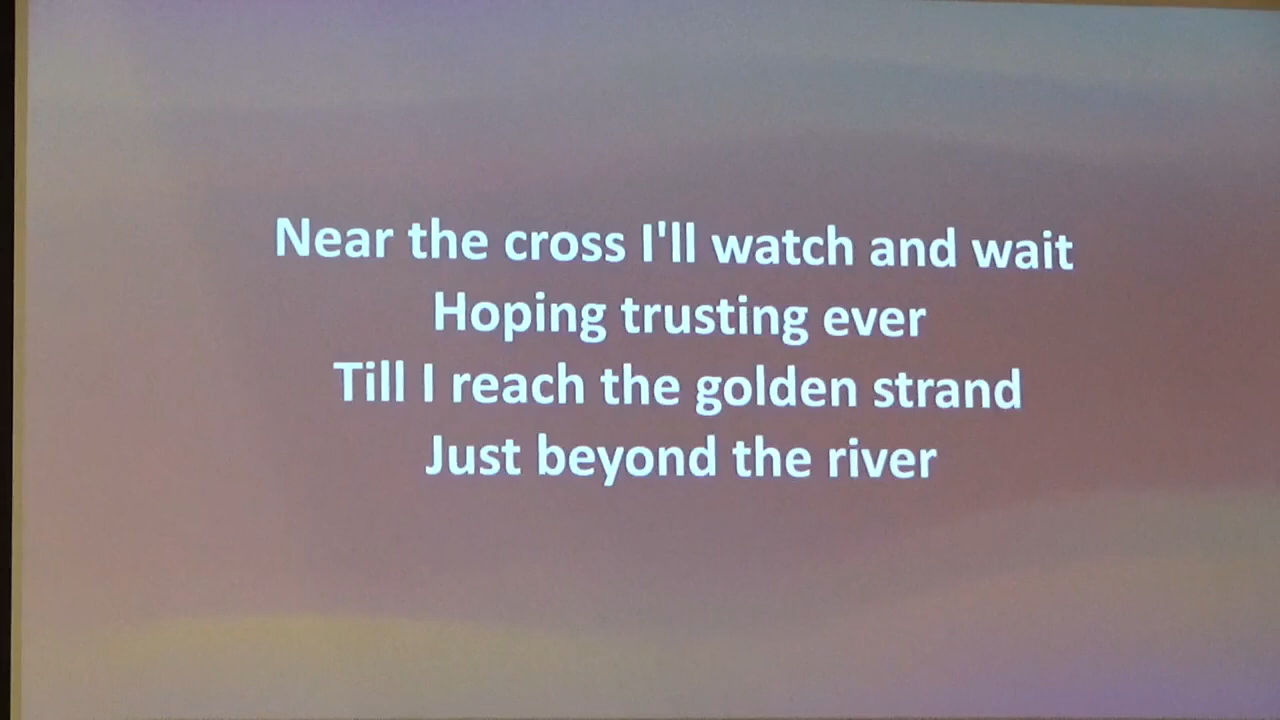 Near the cross I'll watch and wait
Hoping trusting ever
Till I reach the golden strand
Just beyond the river